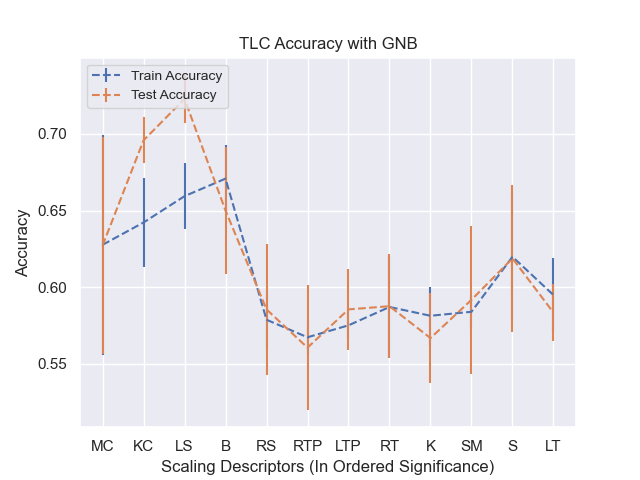 TLC Accuracy with GNB
Train Accuracy
Test Accuracy
0.70
0.65
0.60
0.55
Accuracy
MC KC LS B RS RTP LTP RT K SM S LT
Scaling Descriptors (In Ordered Significance)